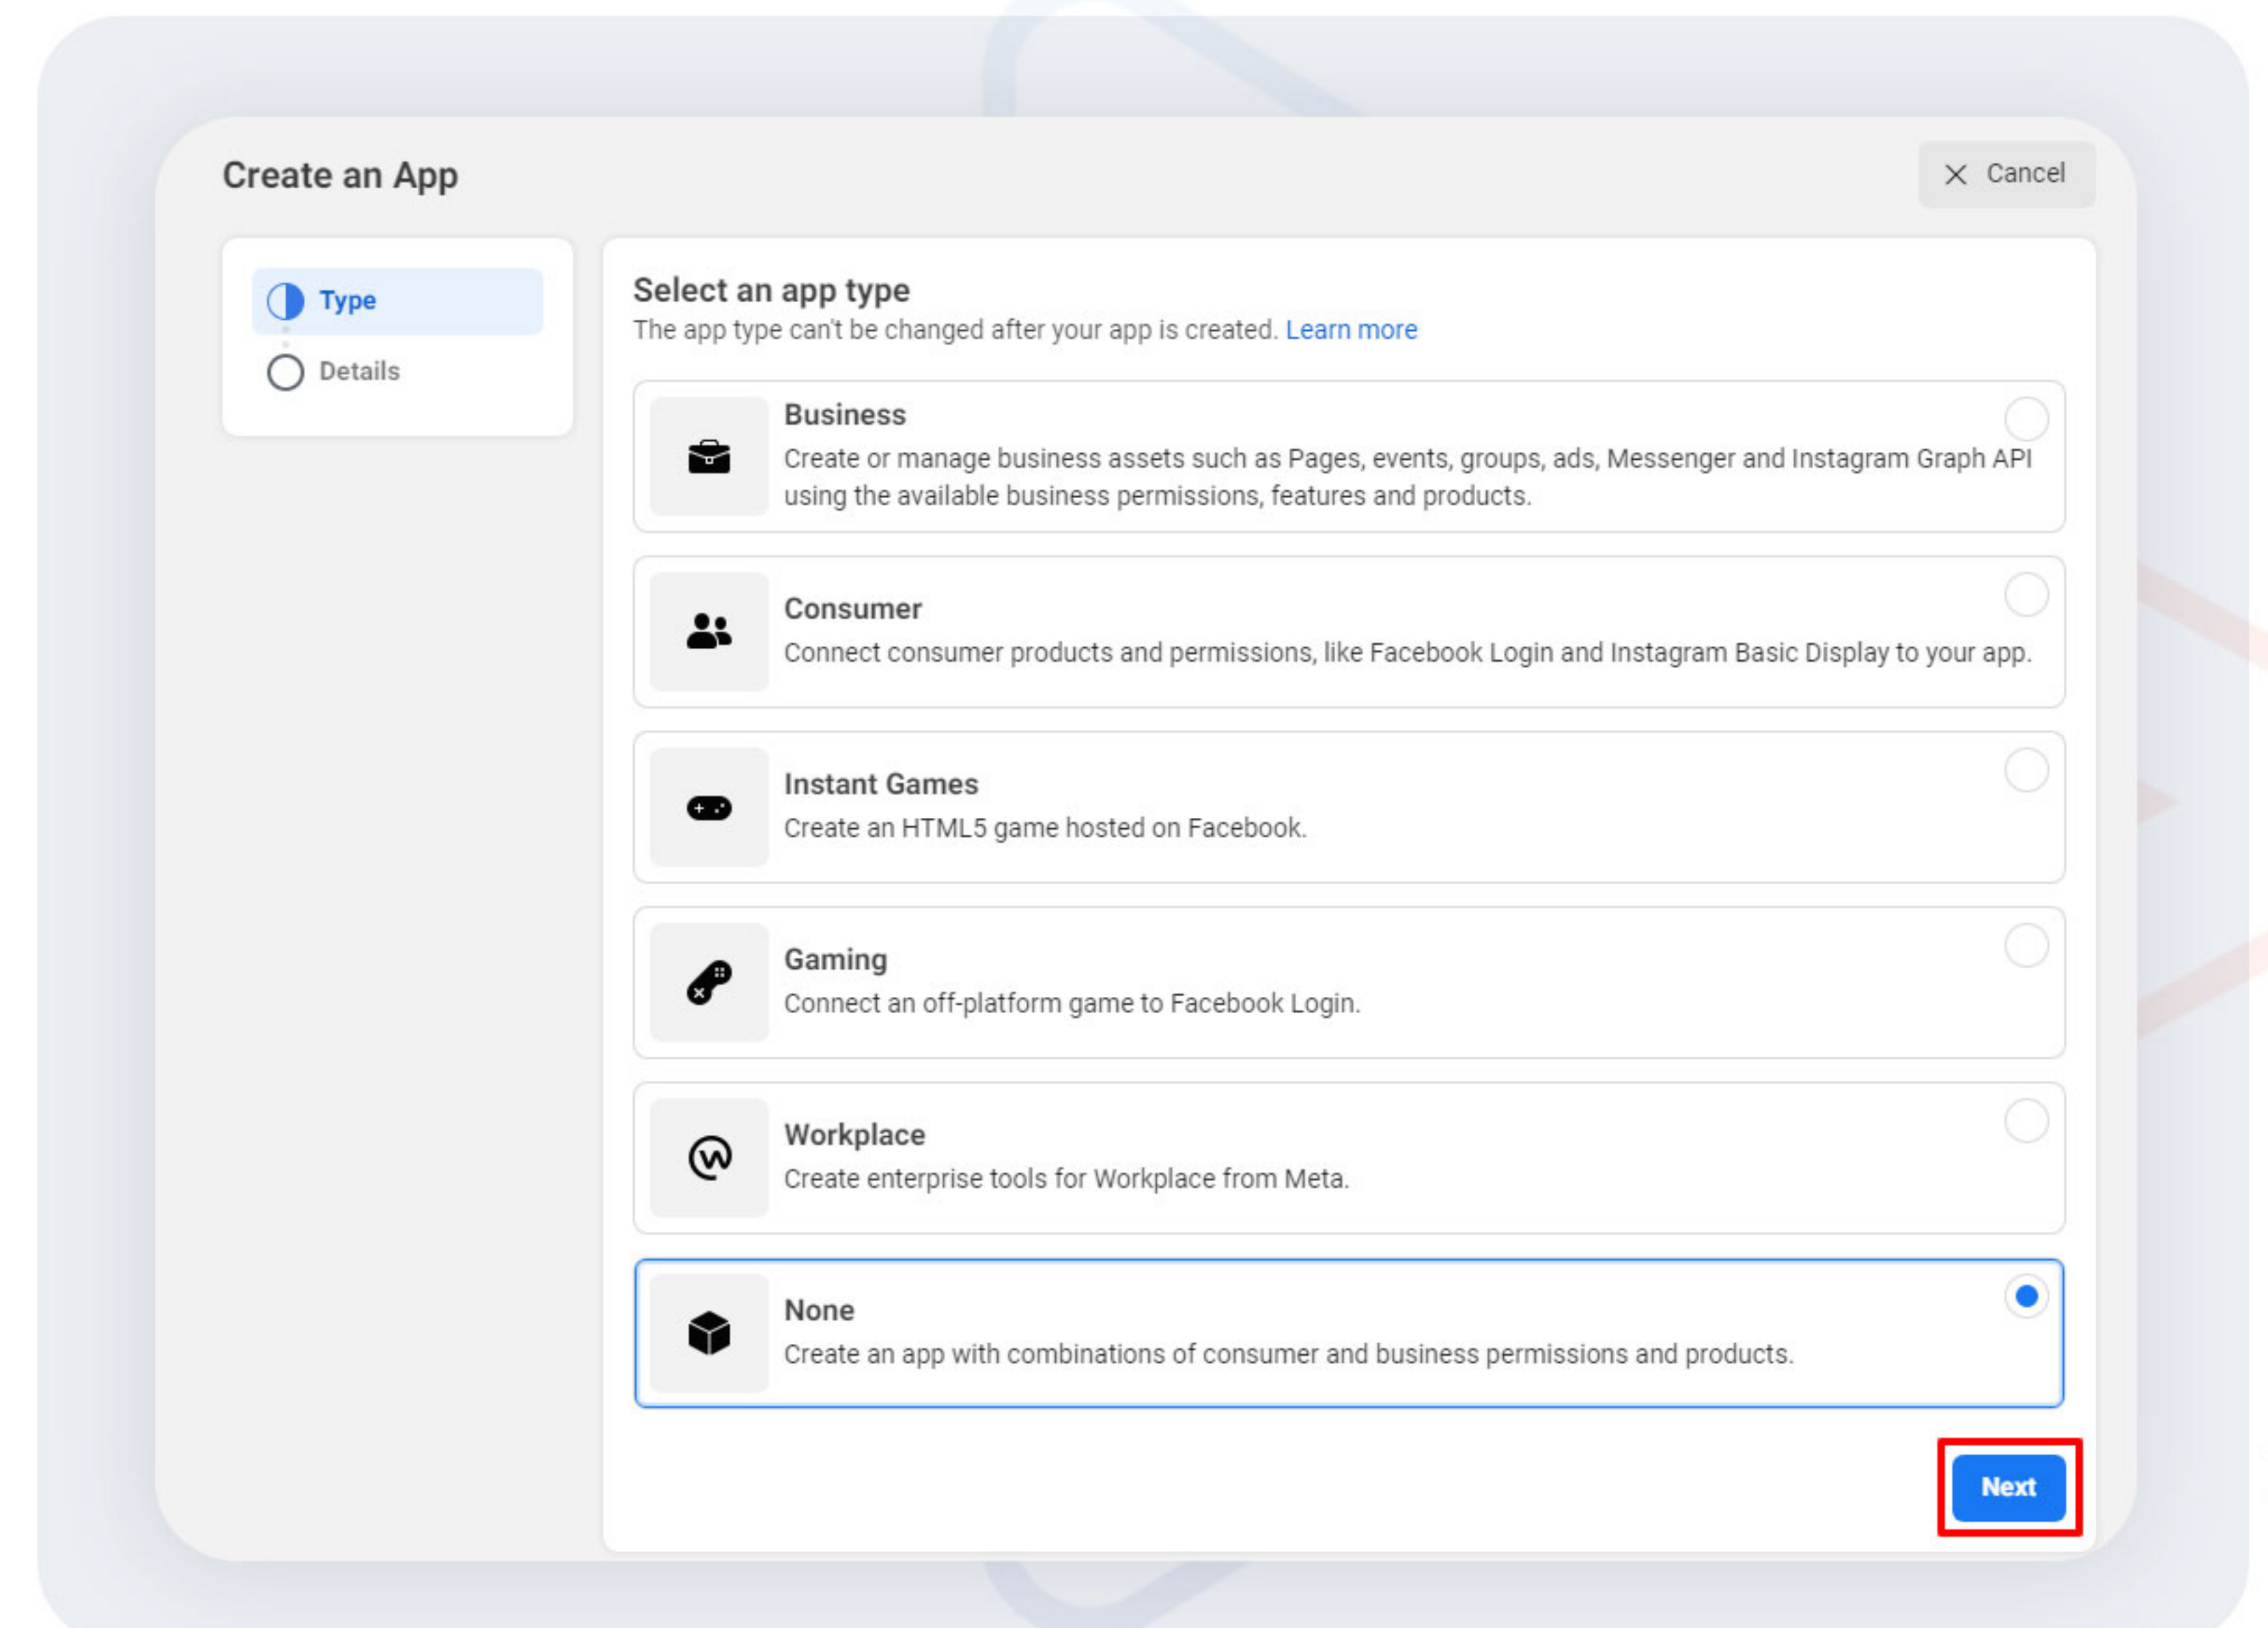 Create an App
Cancel
Type
Details
Select an app type
The app type can't be changed after your app is created. Learn more
Business
Create or manage business assets such as Pages, events, groups, ads, Messenger and Instagram Graph API
using the available business permissions, features and products.
Consumer
Connect consumer products and permissions, like Facebook Login and Instagram Basic Display to your app.
Instant Games
Create an HTML5 game hosted on Facebook.
Gaming
Connect an off-platform game to Facebook Login.
Workplace
Create enterprise tools for Workplace from Meta.
None
Create an app with combinations of consumer and business permissions and products.
Next